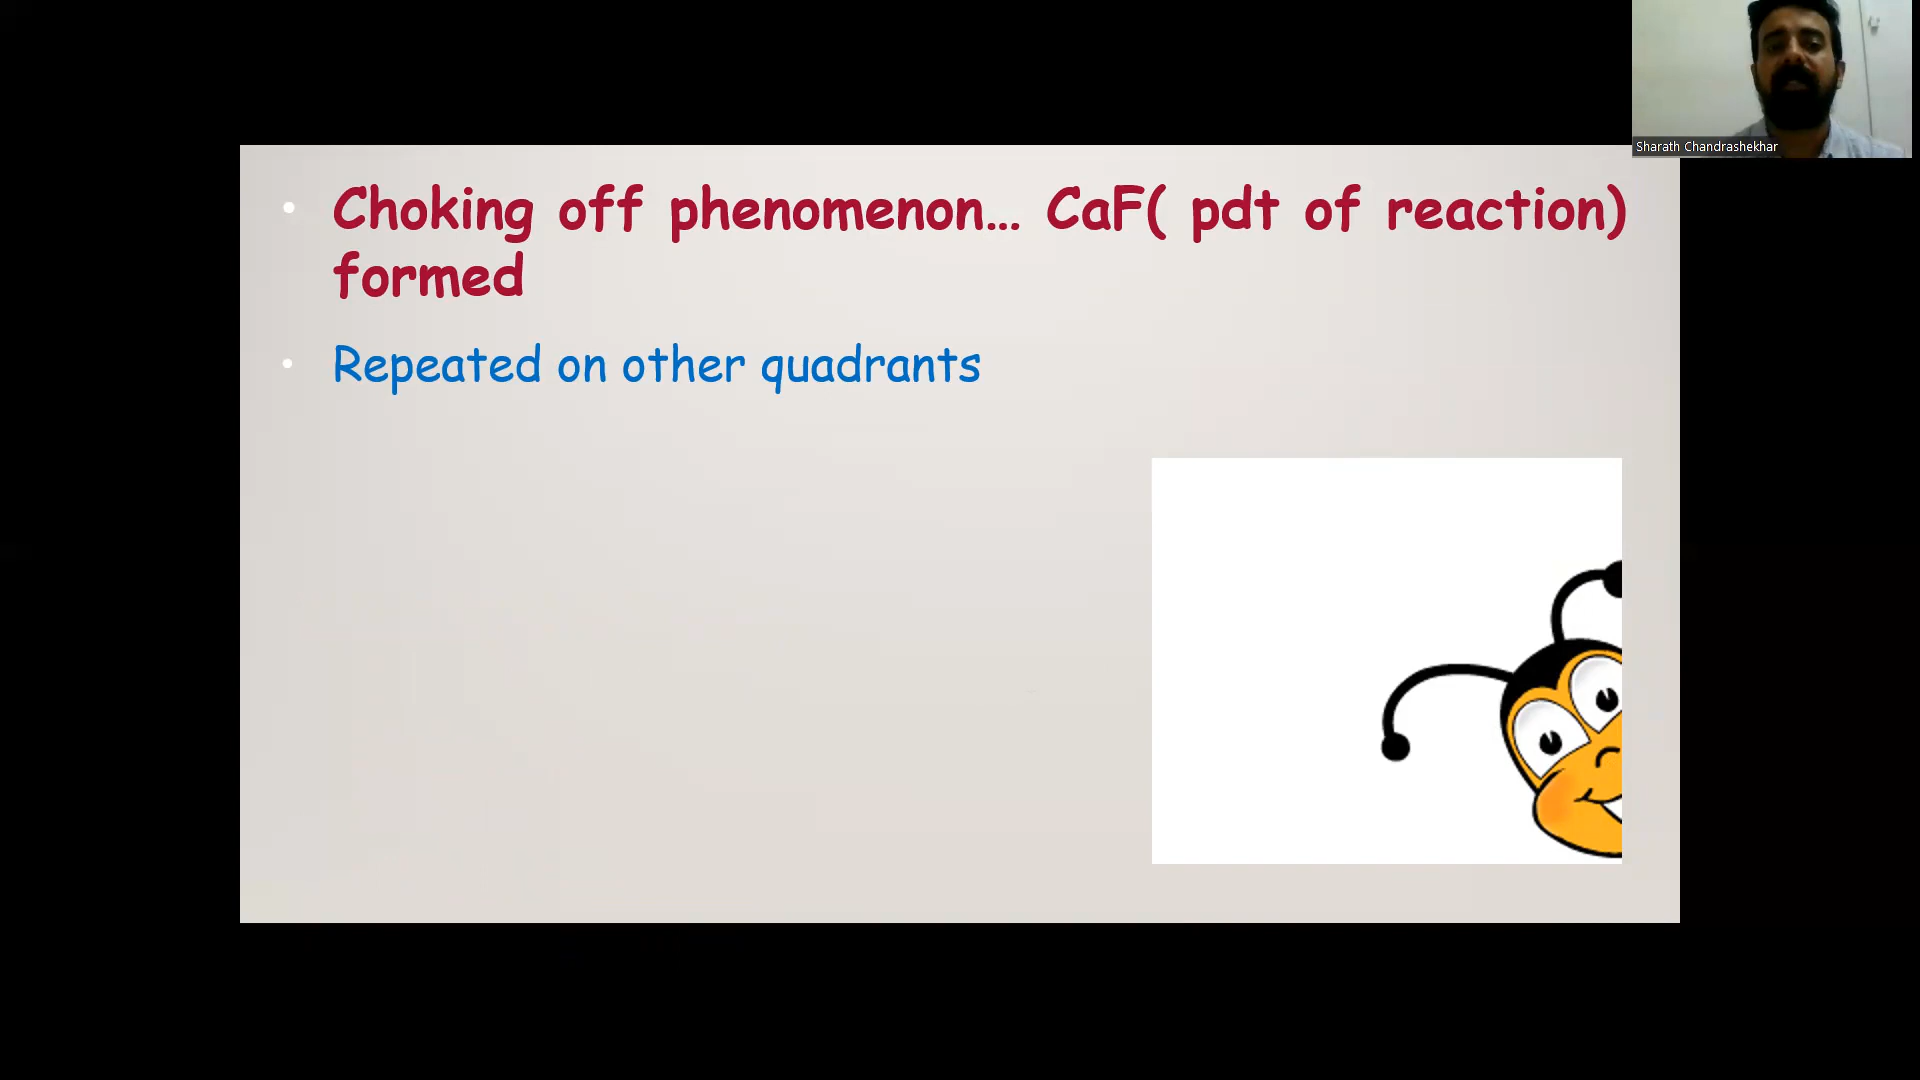 Sharath Chandrashekhar
• Choking off phenomenon... CaF( pdt of reaction)
formed
• Repeated on other quadrants